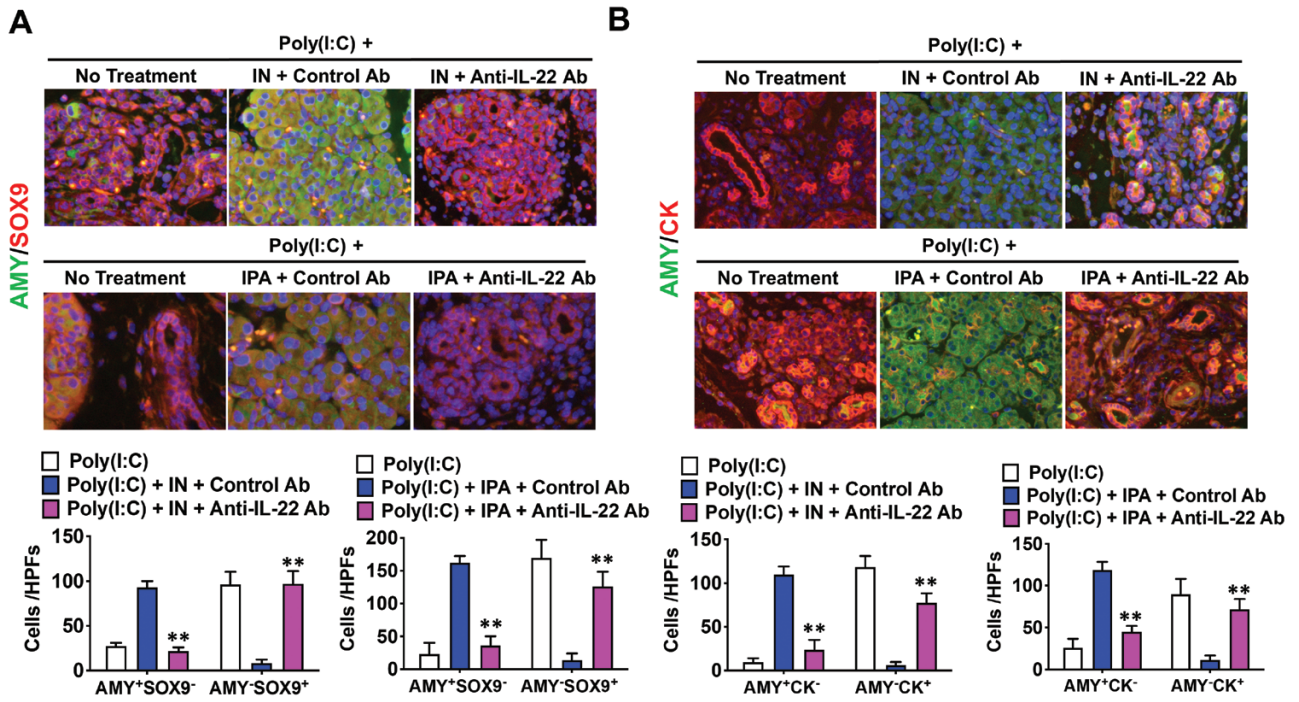 A
Poly(I:C) +
No Treatment IN + Control Ab IN + Anti-IL-22 Ab
AMY/SOX9
Poly(I:C) +
No Treatment IPA + Control Ab IPA + Anti-IL-22 Ab
Poly(I:C)
Poly(I:C) + IN + Control Ab
Poly(I:C) + IN + Anti-IL-22 Ab
Cells /HPFs
150
100
50
0
**
**
AMY⁺SOX9⁻ AMY⁻SOX9⁺
Poly(I:C)
Poly(I:C) + IPA + Control Ab
Poly(I:C) + IPA + Anti-IL-22 Ab
Cells /HPFs
200
150
100
50
0
**
**
AMY⁺SOX9⁻ AMY⁻SOX9⁺
B
Poly(I:C) +
No Treatment IN + Control Ab IN + Anti-IL-22 Ab
AMY/CK
Poly(I:C) +
No Treatment IPA + Control Ab IPA + Anti-IL-22 Ab
Poly(I:C)
Poly(I:C) + IN + Control Ab
Poly(I:C) + IN + Anti-IL-22 Ab
Cells /HPFs
150
100
50
0
**
**
AMY⁺CK⁻ AMY⁻CK⁺
Poly(I:C)
Poly(I:C) + IPA + Control Ab
Poly(I:C) + IPA + Anti-IL-22 Ab
Cells /HPFs
150
100
50
0
**
**
AMY⁺CK⁻ AMY⁻CK⁺